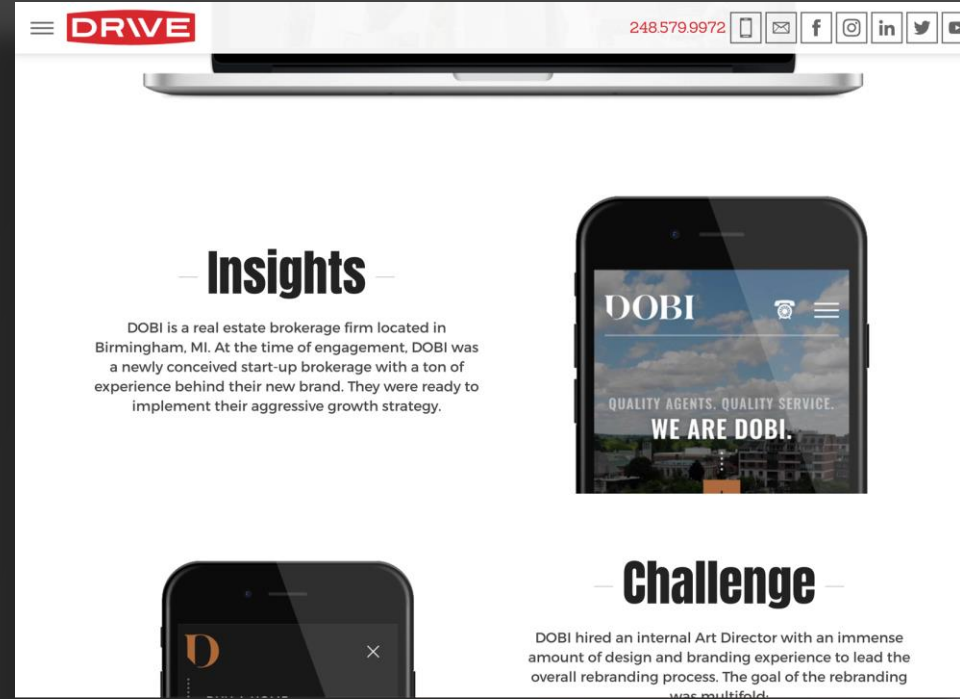 DRIVE
248.579.9972
Insights
DOBI is a real estate brokerage firm located in
Birmingham, MI. At the time of engagement, DOBI was
a newly conceived start-up brokerage with a ton of
experience behind their new brand. They were ready to
implement their aggressive growth strategy.
DOBI
QUALITY AGENTS. QUALITY SERVICE.
WE ARE DOBI.
Challenge
DOBI hired an internal Art Director with an immense
amount of design and branding experience to lead the
overall rebranding process. The goal of the rebranding
was multifold:
D
BUY A HOME